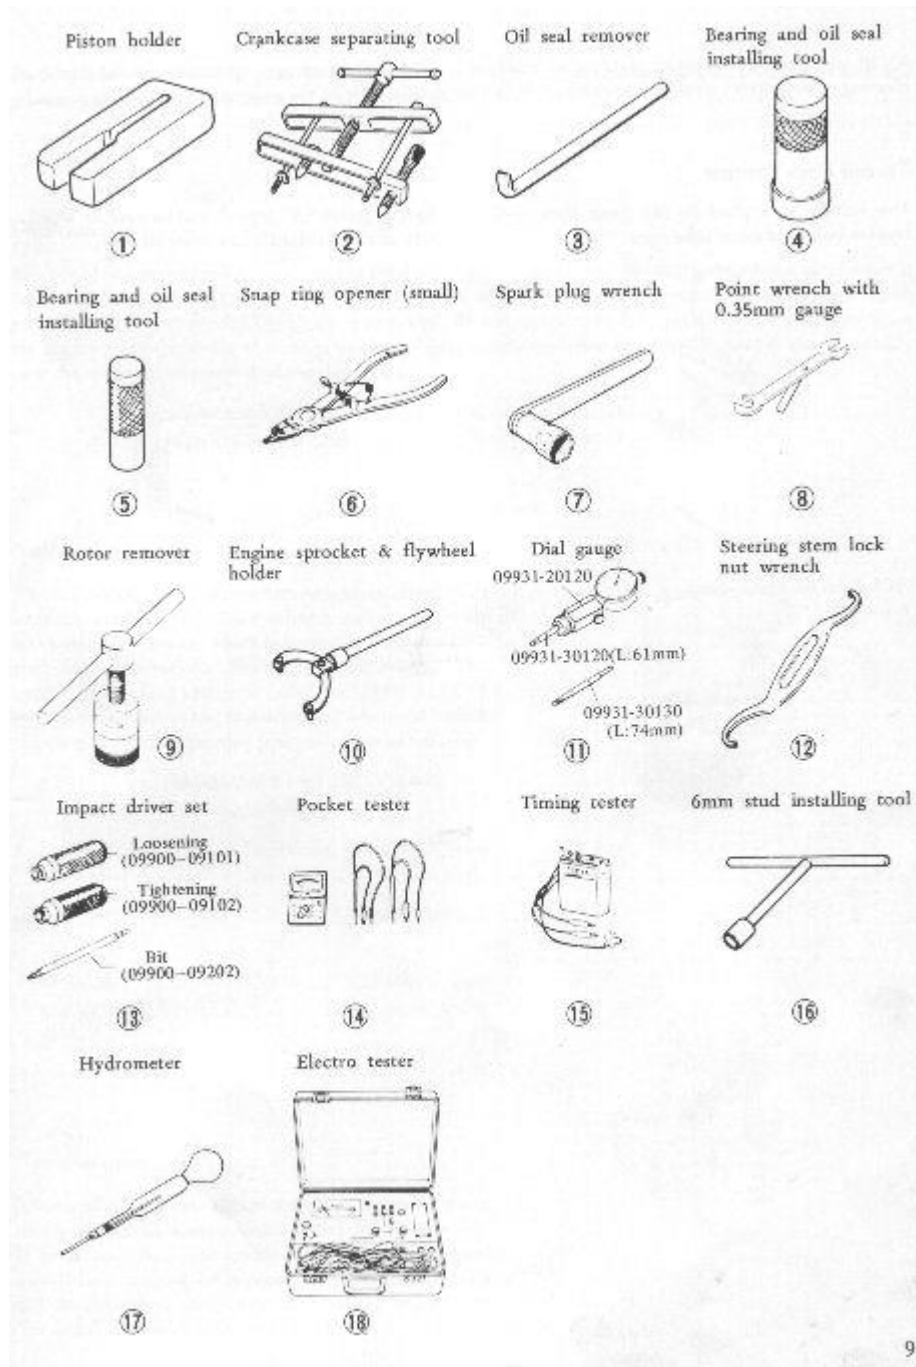 Piston holder
Crankcase separating tool
Oil seal remover
Bearing and oil seal
installing tool
①
②
③
④
Bearing and oil seal
installing tool
Snap ring opener (small)
Spark plug wrench
Point wrench with
0.35mm gauge
⑤
⑥
⑦
⑧
Rotor remover
Engine sprocket & flywheel
holder
Dial gauge
09931-20120
09931-30120(L:61mm)
09931-30130
(L:74mm)
Steering stem lock
nut wrench
⑨
⑩
⑪
⑫
Impact driver set
Loosening
(09900-09101)
Tightening
(09900-09102)
Bit
(09900-09202)
Pocket tester
Timing tester
6mm stud installing tool
⑬
⑭
⑮
⑯
Hydrometer
Electro tester
⑰
⑱
9